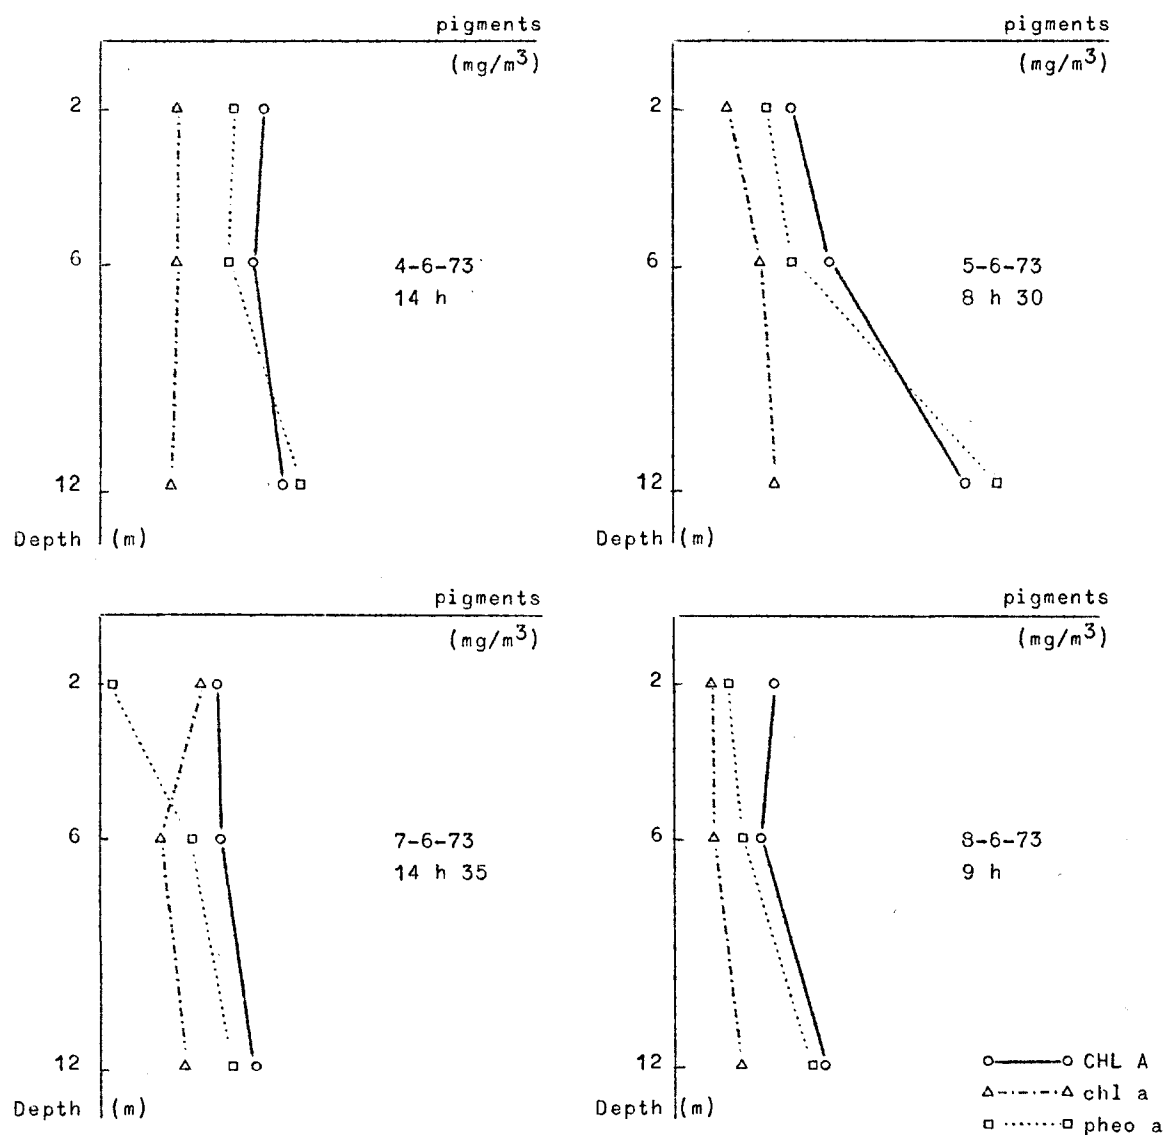 pigments
(mg/m³)
2
6
12
4-6-73
14 h
Depth (m)
pigments
(mg/m³)
2
6
12
5-6-73
8 h 30
Depth (m)
pigments
(mg/m³)
2
6
12
7-6-73
14 h 35
Depth (m)
pigments
(mg/m³)
2
6
12
8-6-73
9 h
Depth (m)
CHL A
chl a
pheo a